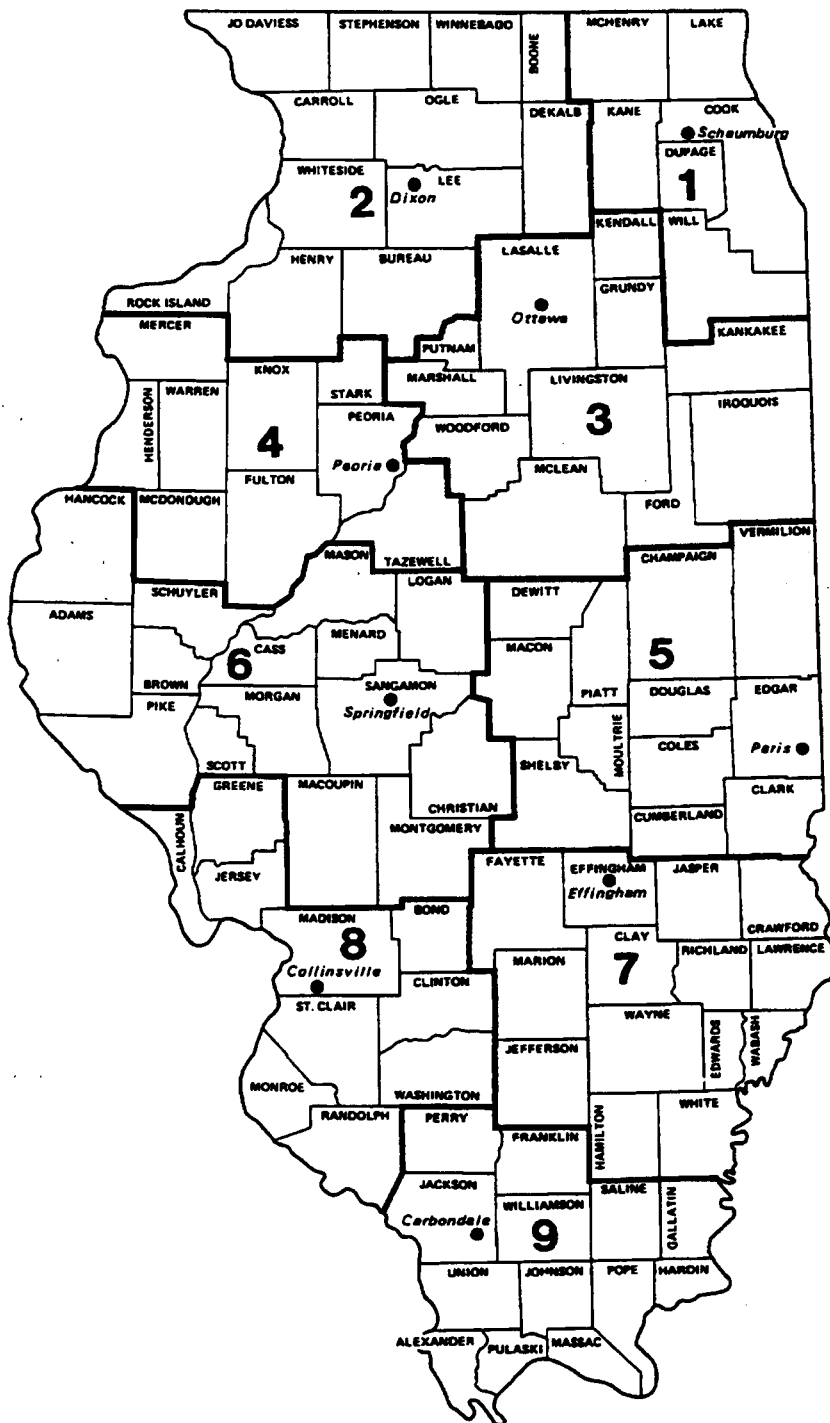 JO DAVIESS
STEPHENSON
WINNEBAGO
BOONE
MCHENRY
LAKE
CARROLL
OGLE
DEKALB
KANE
COOK
Schaumburg
DUPAGE
1
WHITESIDE
LEE
Dixon
2
KENDALL
WILL
HENRY
BUREAU
LASALLE
GRUNDY
ROCK ISLAND
Ottawa
MERCER
PUTNAM
KANKAKEE
KNOX
STARK
MARSHALL
LIVINGSTON
HENDERSON
WARREN
PEORIA
IROQUOIS
4
WOODFORD
3
Peoria
MCLEAN
FULTON
HANCOCK
MCDONOUGH
FORD
VERMILION
MASON
TAZEWELL
CHAMPAIGN
SCHUYLER
LOGAN
DEWITT
ADAMS
MENARD
CASS
MACON
6
5
BROWN
SANGAMON
PIATT
DOUGLAS
EDGAR
PIKE
MORGAN
Springfield
MOULTRIE
COLES
Paris
SCOTT
SHELBY
GREENE
MACOUPIN
CLARK
CHRISTIAN
CUMBERLAND
CALHOUN
MONTGOMERY
FAYETTE
EFFINGHAM
JASPER
JERSEY
Effingham
MADISON
BOND
CRAWFORD
8
CLAY
RICHLAND
LAWRENCE
MARION
7
Collinsville
CLINTON
ST. CLAIR
WAYNE
EDWARDS
WABASH
JEFFERSON
MONROE
WASHINGTON
RANDOLPH
PERRY
HAMILTON
WHITE
FRANKLIN
JACKSON
SALINE
GALLATIN
WILLIAMSON
Carbondale
9
UNION
JOHNSON
POPE
HARDIN
ALEXANDER
PULASKI
MASSAC